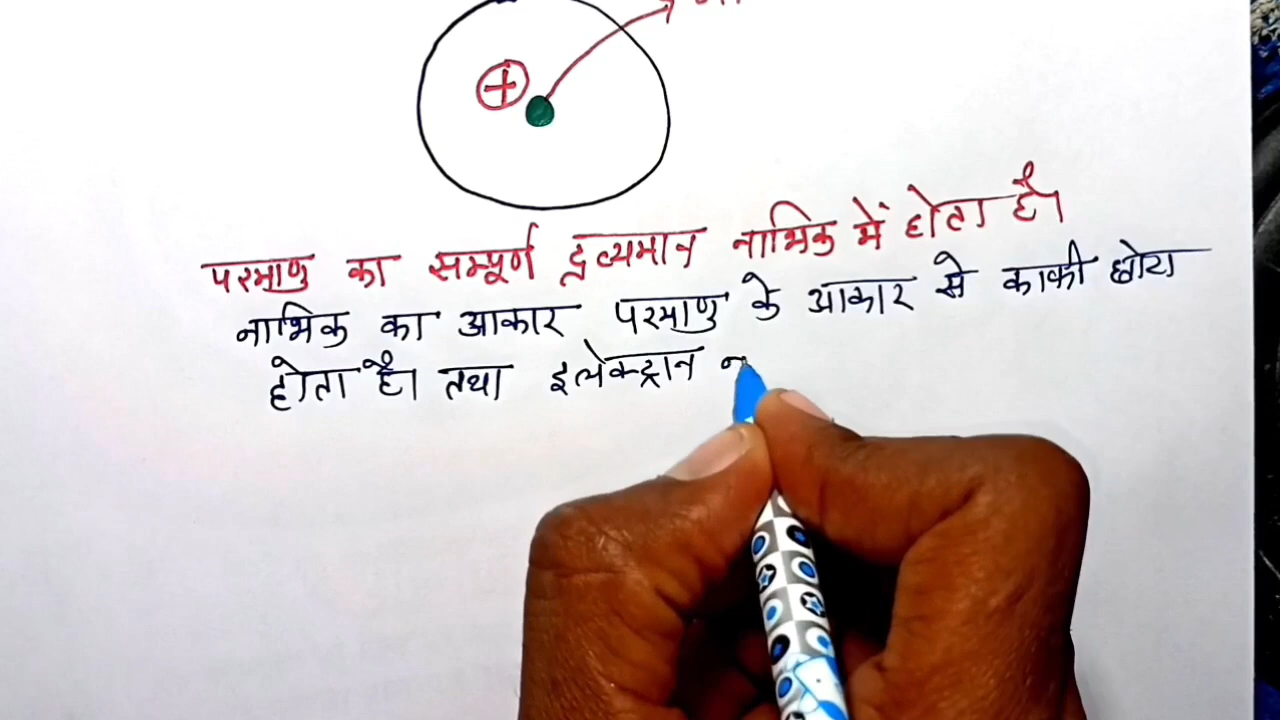 +
परमाणु का सम्पूर्ण द्रव्यमान नाभिक में होता है।
नाभिक का आकार परमाणु के आकार से काफी छोटा
होता है। तथा इलेक्ट्रान